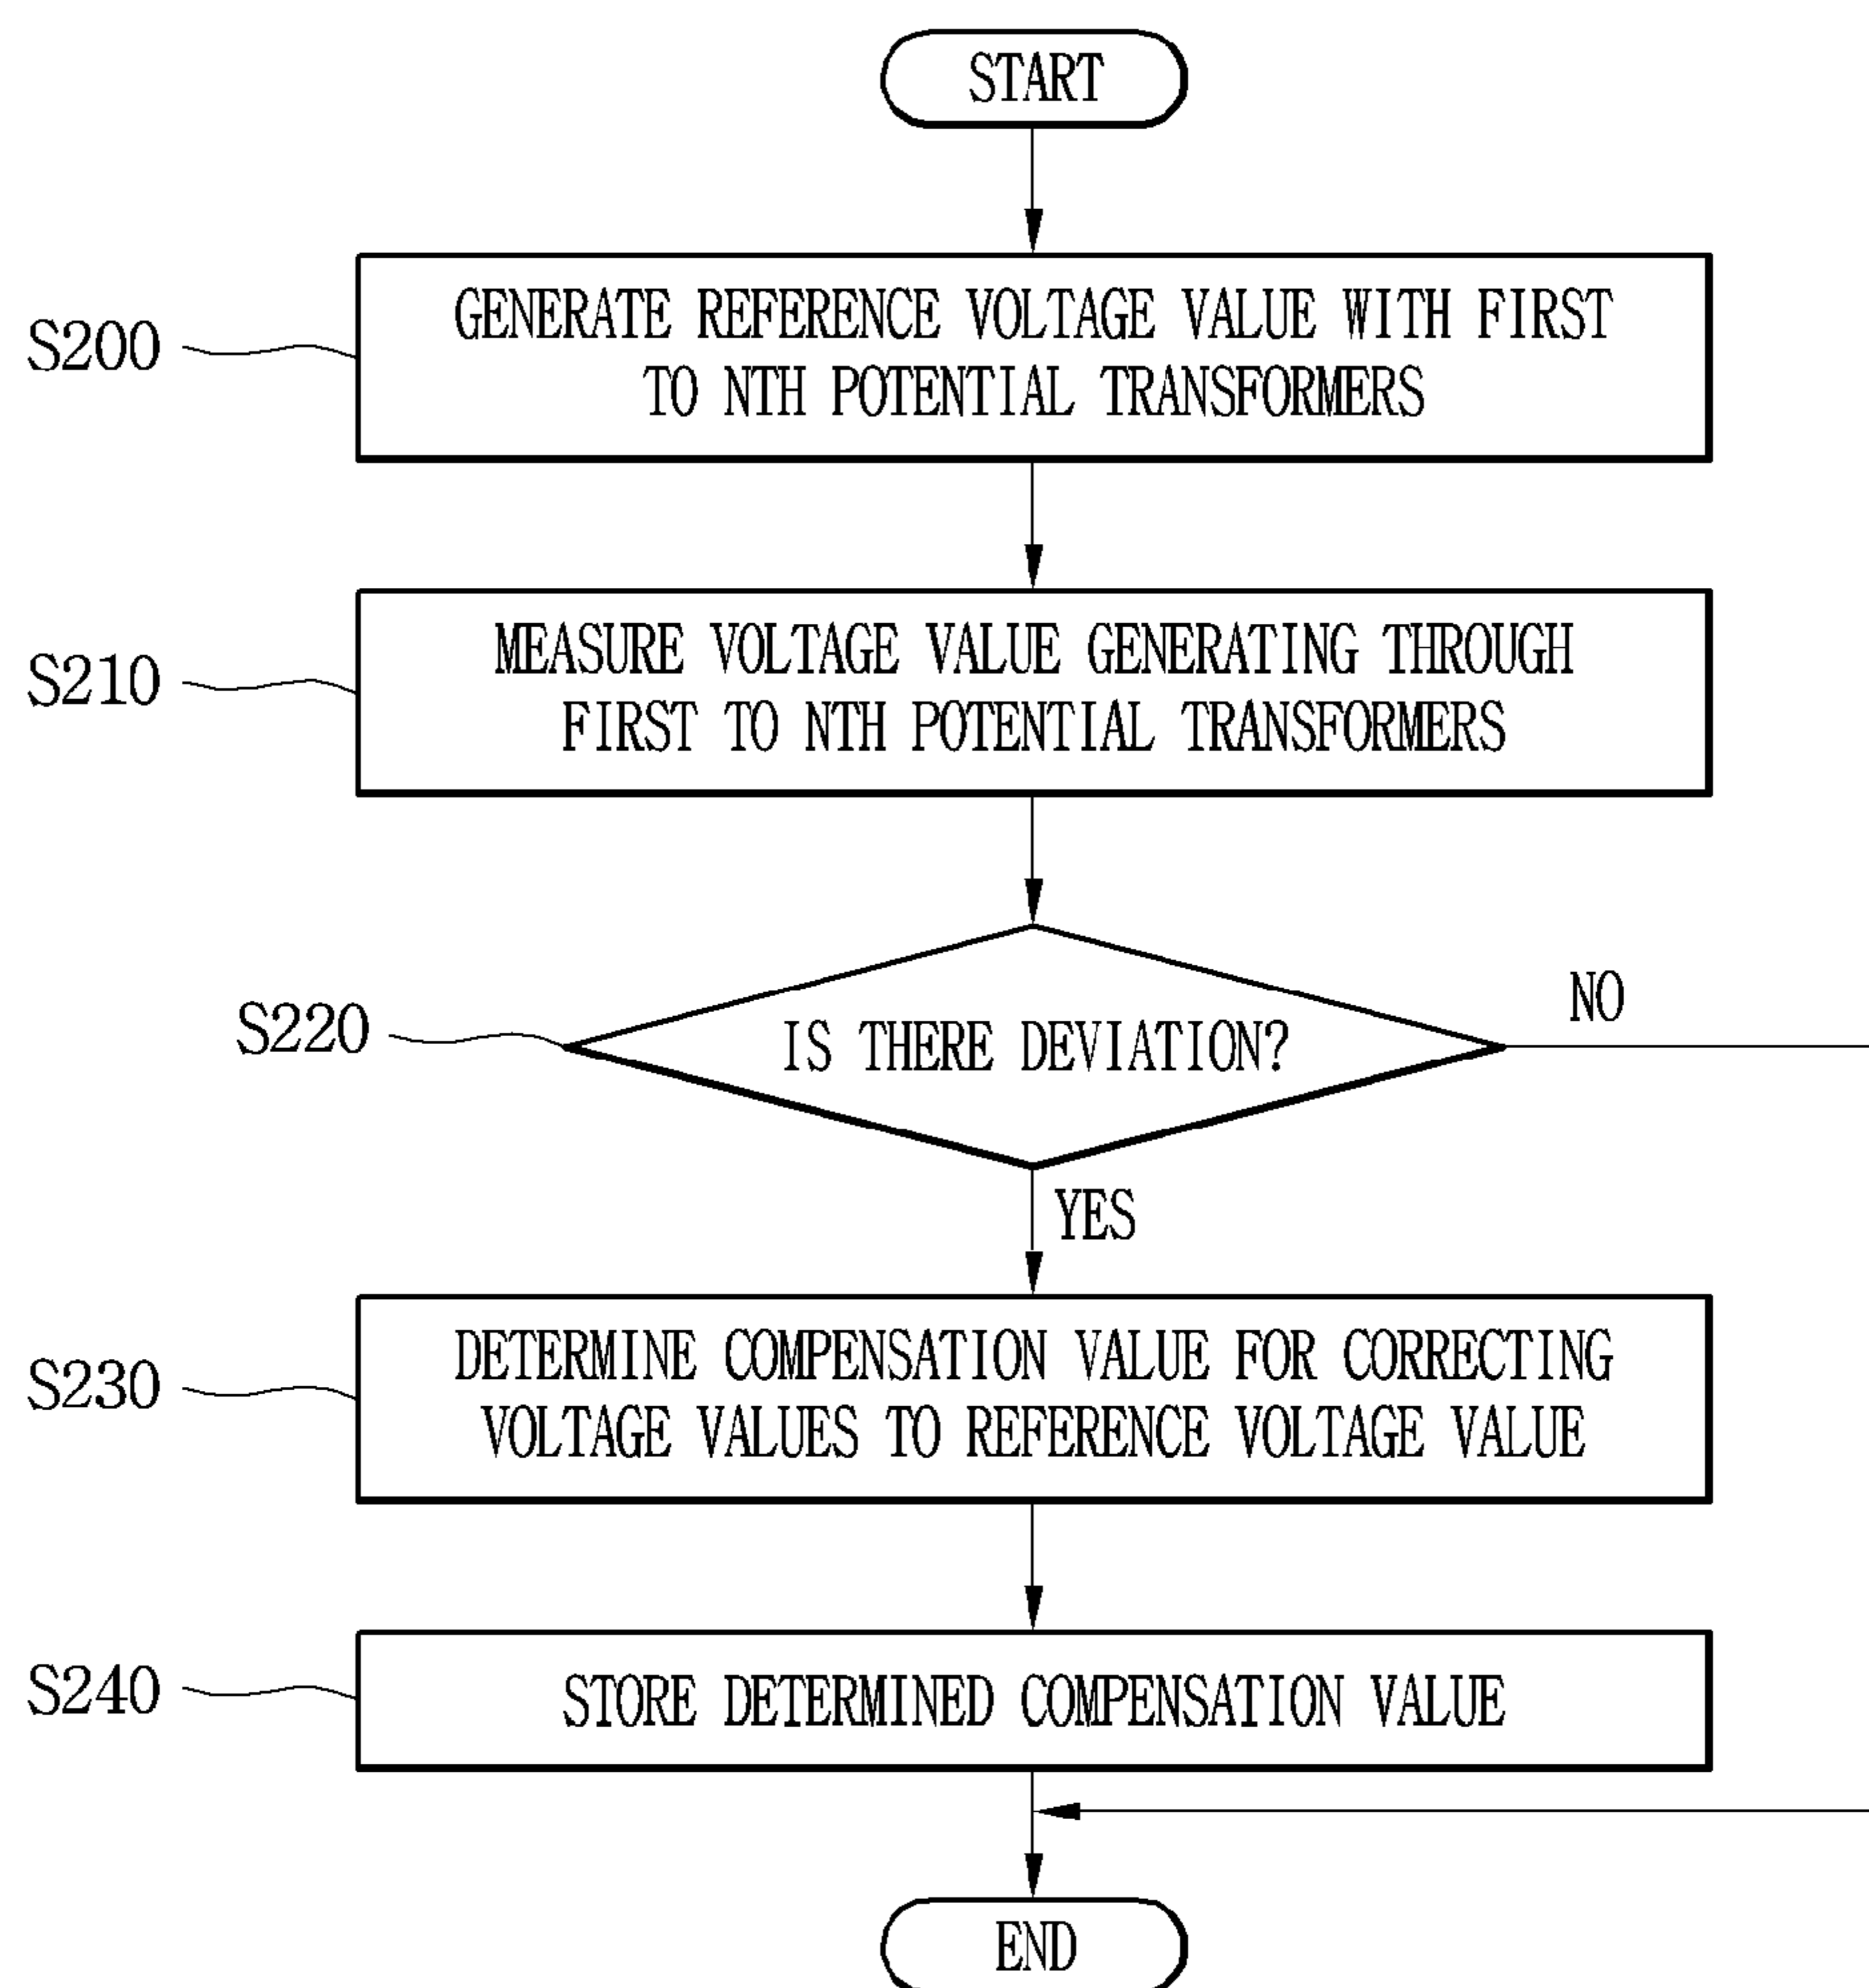 START
S200
GENERATE REFERENCE VOLTAGE VALUE WITH FIRST
TO NTH POTENTIAL TRANSFORMERS
S210
MEASURE VOLTAGE VALUE GENERATING THROUGH
FIRST TO NTH POTENTIAL TRANSFORMERS
S220
IS THERE DEVIATION?
NO
YES
S230
DETERMINE COMPENSATION VALUE FOR CORRECTING
VOLTAGE VALUES TO REFERENCE VOLTAGE VALUE
S240
STORE DETERMINED COMPENSATION VALUE
END